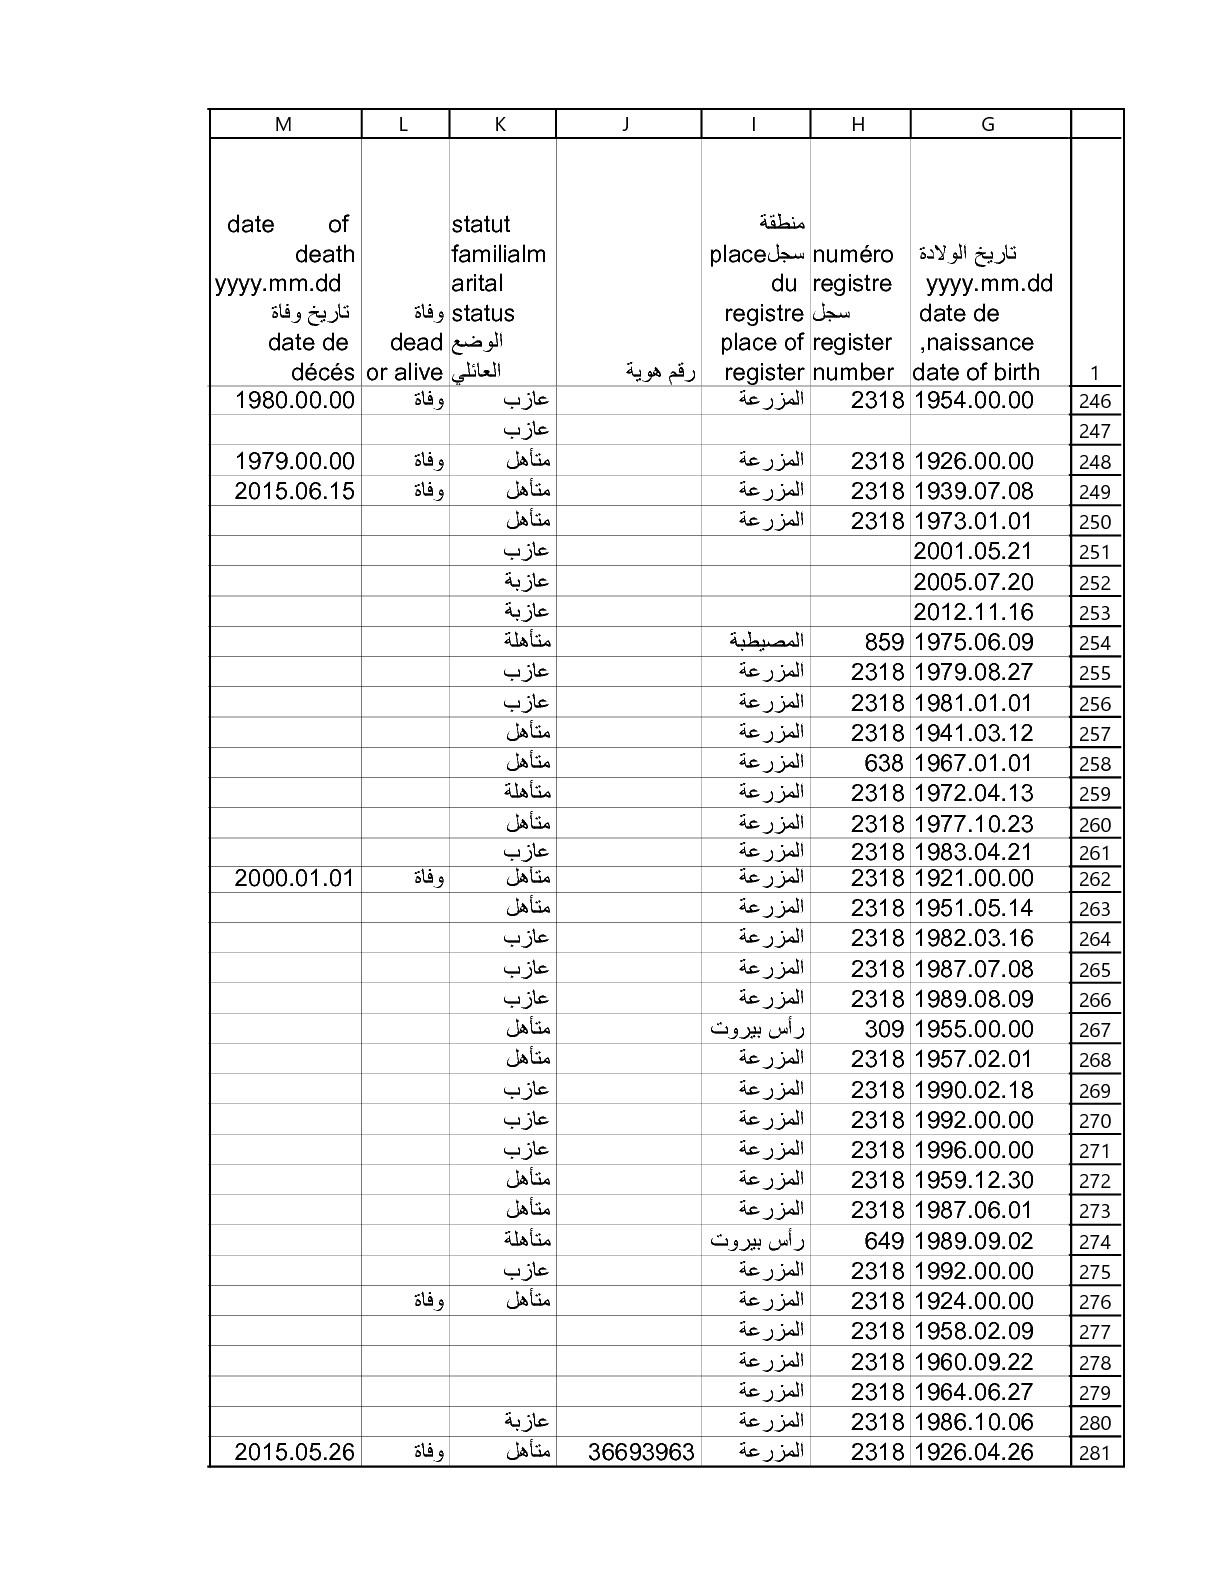 M L K J I H G
date of death yyyy.mm.dd تاريخ وفاة date de décés
وفاة dead or alive
statut familialm arital status الوضع العائلي
رقم هوية
منطقة سجل place du registre place of register
numéro registre سجل register number
تاريخ الولادة yyyy.mm.dd date de naissance, date of birth
1
1980.00.00 وفاة عازب المزرعة 2318 1954.00.00 246
عازب 247
1979.00.00 وفاة متأهل المزرعة 2318 1926.00.00 248
2015.06.15 وفاة متأهل المزرعة 2318 1939.07.08 249
متأهل المزرعة 2318 1973.01.01 250
عازب 2001.05.21 251
عازبة 2005.07.20 252
عازبة 2012.11.16 253
متأهلة المصيطبة 859 1975.06.09 254
عازب المزرعة 2318 1979.08.27 255
عازب المزرعة 2318 1981.01.01 256
متأهل المزرعة 2318 1941.03.12 257
متأهل المزرعة 638 1967.01.01 258
متأهلة المزرعة 2318 1972.04.13 259
متأهل المزرعة 2318 1977.10.23 260
عازب المزرعة 2318 1983.04.21 261
2000.01.01 وفاة متأهل المزرعة 2318 1921.00.00 262
متأهل المزرعة 2318 1951.05.14 263
عازب المزرعة 2318 1982.03.16 264
عازب المزرعة 2318 1987.07.08 265
عازب المزرعة 2318 1989.08.09 266
متأهل رأس بيروت 309 1955.00.00 267
متأهل المزرعة 2318 1957.02.01 268
عازب المزرعة 2318 1990.02.18 269
عازب المزرعة 2318 1992.00.00 270
عازب المزرعة 2318 1996.00.00 271
متأهل المزرعة 2318 1959.12.30 272
متأهل المزرعة 2318 1987.06.01 273
متأهلة رأس بيروت 649 1989.09.02 274
عازب المزرعة 2318 1992.00.00 275
وفاة متأهل المزرعة 2318 1924.00.00 276
المزرعة 2318 1958.02.09 277
المزرعة 2318 1960.09.22 278
المزرعة 2318 1964.06.27 279
عازبة المزرعة 2318 1986.10.06 280
2015.05.26 وفاة متأهل 36693963 المزرعة 2318 1926.04.26 281